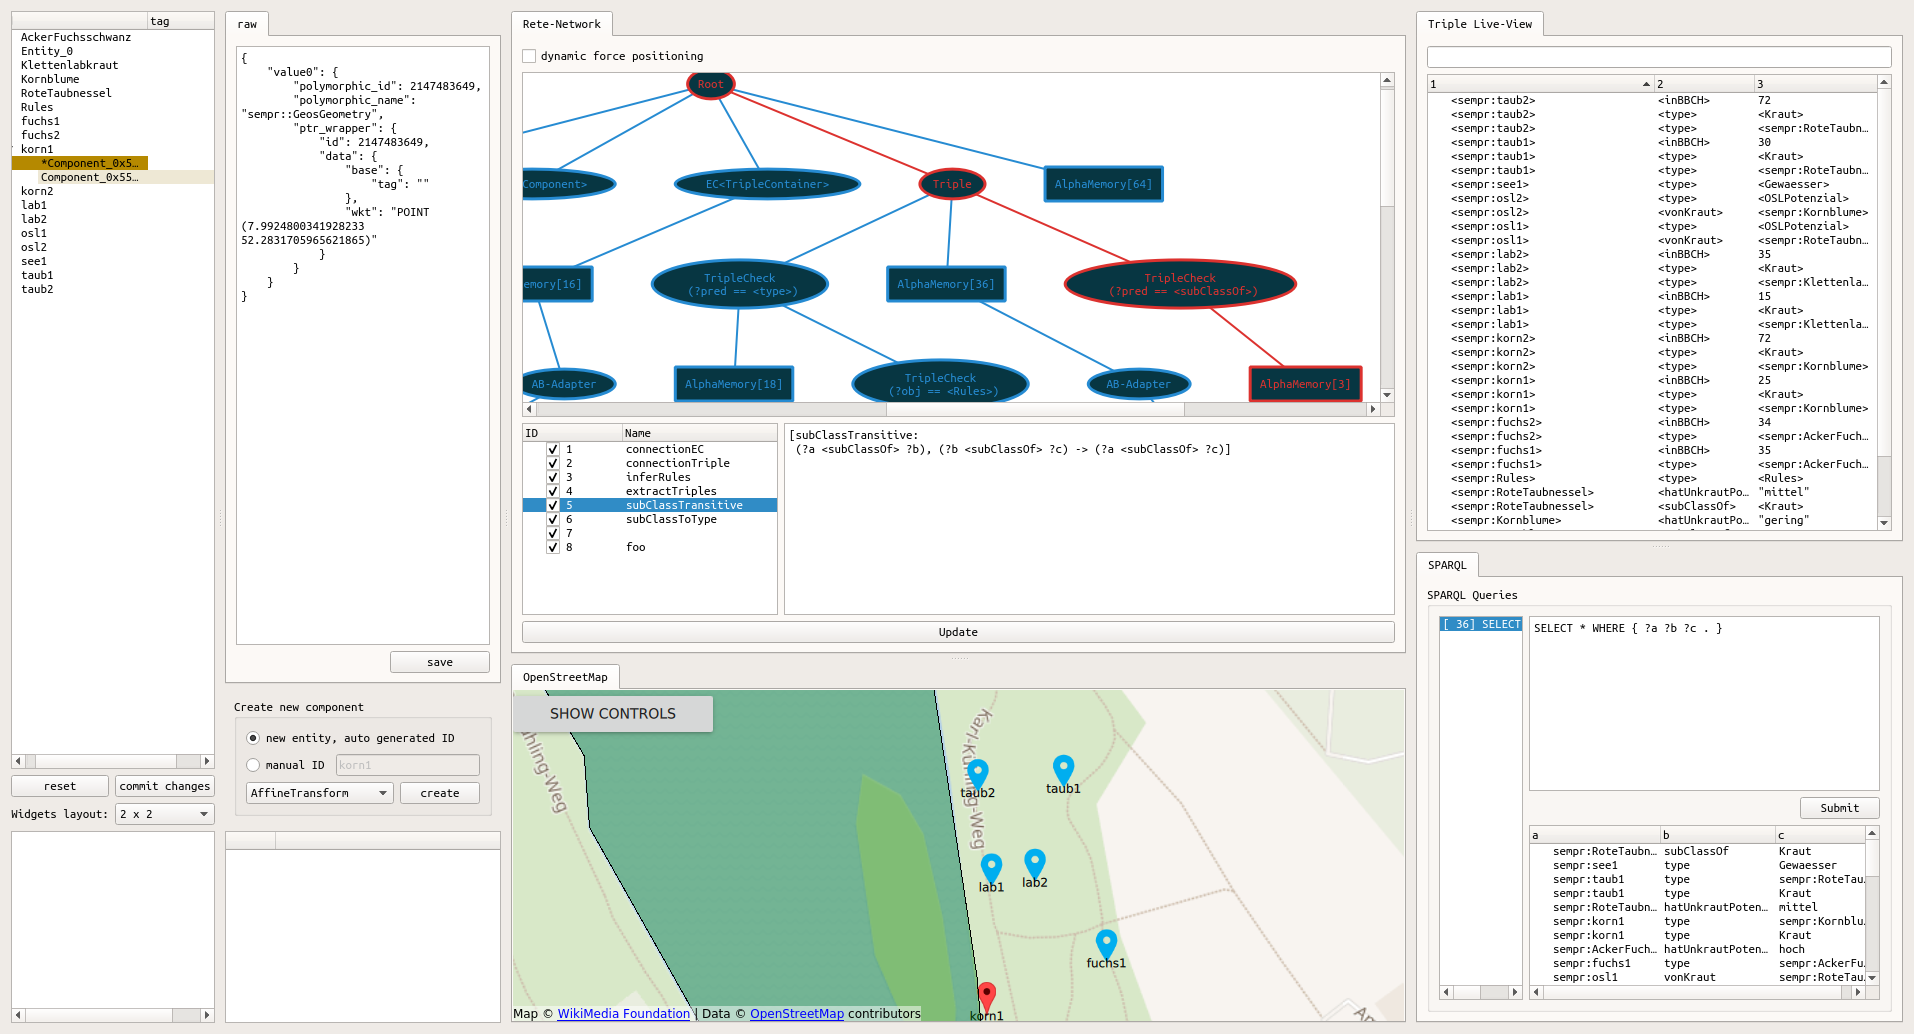 tag
AckerFuchsschwanz
Entity_0
Klettenlabkraut
Kornblume
RoteTaubnessel
Rules
fuchs1
fuchs2
korn1
*Component_0x5…
Component_0x55…
korn2
lab1
lab2
osl1
osl2
see1
taub1
taub2
reset
commit changes
Widgets layout:
2 x 2
raw
{
"value0": {
"polymorphic_id": 2147483649,
"polymorphic_name":
"sempr::GeosGeometry",
"ptr_wrapper": {
"id": 2147483649,
"data": {
"base": {
"tag": ""
},
"wkt": "POINT
(7.9924800341928233
52.2831705965621865)"
}
}
}
}
save
Create new component
new entity, auto generated ID
manual ID
korn1
AffineTransform
create
Rete-Network
dynamic force positioning
Root
Component>
EC<TripleContainer>
Triple
AlphaMemory[64]
emory[16]
TripleCheck
(?pred == <type>)
AlphaMemory[36]
TripleCheck
(?pred == <subClassOf>)
AB-Adapter
AlphaMemory[18]
TripleCheck
(?obj == <Rules>)
AB-Adapter
AlphaMemory[3]
ID Name
1 connectionEC
2 connectionTriple
3 inferRules
4 extractTriples
5 subClassTransitive
6 subClassToType
7
8 foo
[subClassTransitive:
(?a <subClassOf> ?b), (?b <subClassOf> ?c) -> (?a <subClassOf> ?c)]
Update
OpenStreetMap
SHOW CONTROLS
hling-Weg
Karl-Kühling-Weg
taub2
taub1
lab1
lab2
fuchs1
korn1
Map © WikiMedia Foundation | Data © OpenStreetMap contributors
Triple Live-View
1 2 3
<sempr:taub2> <inBBCH> 72
<sempr:taub2> <type> <Kraut>
<sempr:taub2> <type> <sempr:RoteTaubn…
<sempr:taub1> <inBBCH> 30
<sempr:taub1> <type> <Kraut>
<sempr:taub1> <type> <sempr:RoteTaubn…
<sempr:see1> <type> <Gewaesser>
<sempr:osl2> <type> <OSLPotenzial>
<sempr:osl2> <vonKraut> <sempr:Kornblume>
<sempr:osl1> <type> <OSLPotenzial>
<sempr:osl1> <vonKraut> <sempr:RoteTaubn…
<sempr:lab2> <inBBCH> 35
<sempr:lab2> <type> <Kraut>
<sempr:lab2> <type> <sempr:Klettenla…
<sempr:lab1> <inBBCH> 15
<sempr:lab1> <type> <Kraut>
<sempr:lab1> <type> <sempr:Klettenla…
<sempr:korn2> <inBBCH> 72
<sempr:korn2> <type> <Kraut>
<sempr:korn2> <type> <sempr:Kornblume>
<sempr:korn1> <inBBCH> 25
<sempr:korn1> <type> <Kraut>
<sempr:korn1> <type> <sempr:Kornblume>
<sempr:fuchs2> <inBBCH> 34
<sempr:fuchs2> <type> <sempr:AckerFuch…
<sempr:fuchs1> <inBBCH> 35
<sempr:fuchs1> <type> <sempr:AckerFuch…
<sempr:Rules> <type> <Rules>
<sempr:RoteTaubnessel> <hatUnkrautPo… "mittel"
<sempr:RoteTaubnessel> <subClassOf> <Kraut>
<sempr:Kornblume> <hatUnkrautPo… "gering"
SPARQL
SPARQL Queries
[ 36] SELECT
SELECT * WHERE { ?a ?b ?c . }
Submit
a b c
sempr:RoteTaubn… subClassOf Kraut
sempr:see1 type Gewaesser
sempr:taub1 type sempr:RoteTau
sempr:taub1 type Kraut
sempr:RoteTaubn… hatUnkrautPoten… mittel
sempr:korn1 type sempr:Kornblu
sempr:korn1 type Kraut
sempr:AckerFuch… hatUnkrautPoten… hoch
sempr:fuchs1 type sempr:AckerFu
sempr:osl1 vonKraut sempr:RoteTau